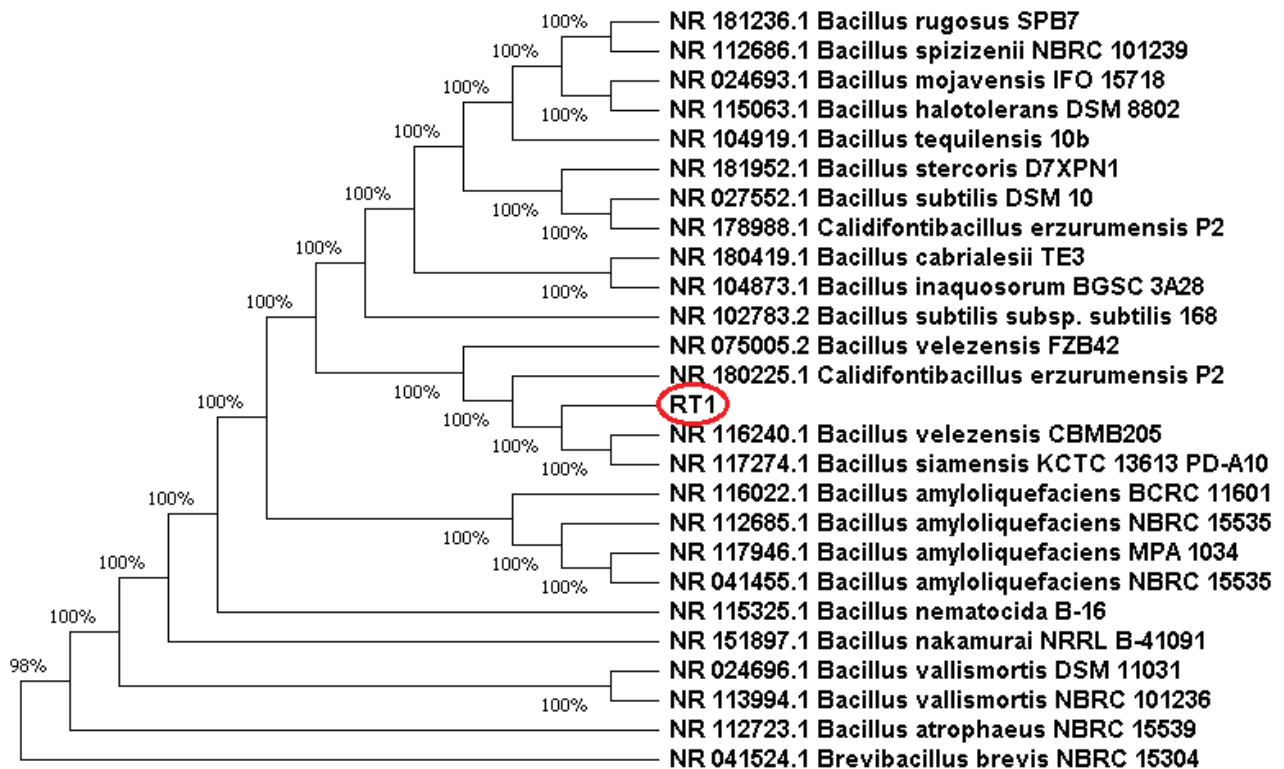 100%
NR 181236.1 Bacillus rugosus SPB7
100%
NR 112686.1 Bacillus spizizenii NBRC 101239
100%
NR 024693.1 Bacillus mojavensis IFO 15718
100%
NR 115063.1 Bacillus halotolerans DSM 8802
100%
NR 104919.1 Bacillus tequilensis 10b
NR 181952.1 Bacillus stercoris D7XPN1
100%
NR 027552.1 Bacillus subtilis DSM 10
100%
NR 178988.1 Calidifontibacillus erzurumensis P2
100%
NR 180419.1 Bacillus cabrialesii TE3
100%
NR 104873.1 Bacillus inaquosorum BGSC 3A28
100%
100%
NR 102783.2 Bacillus subtilis subsp. subtilis 168
NR 075005.2 Bacillus velezensis FZB42
NR 180225.1 Calidifontibacillus erzurumensis P2
100%
RT1
100%
100%
NR 116240.1 Bacillus velezensis CBMB205
100%
NR 117274.1 Bacillus siamensis KCTC 13613 PD-A10
100%
100%
NR 116022.1 Bacillus amyloliquefaciens BCRC 11601
NR 112685.1 Bacillus amyloliquefaciens NBRC 15535
100%
NR 117946.1 Bacillus amyloliquefaciens MPA 1034
100%
100%
NR 041455.1 Bacillus amyloliquefaciens NBRC 15535
100%
NR 115325.1 Bacillus nematocida B-16
100%
NR 151897.1 Bacillus nakamurai NRRL B-41091
98%
NR 024696.1 Bacillus vallismortis DSM 11031
NR 113994.1 Bacillus vallismortis NBRC 101236
100%
NR 112723.1 Bacillus atrophaeus NBRC 15539
NR 041524.1 Brevibacillus brevis NBRC 15304